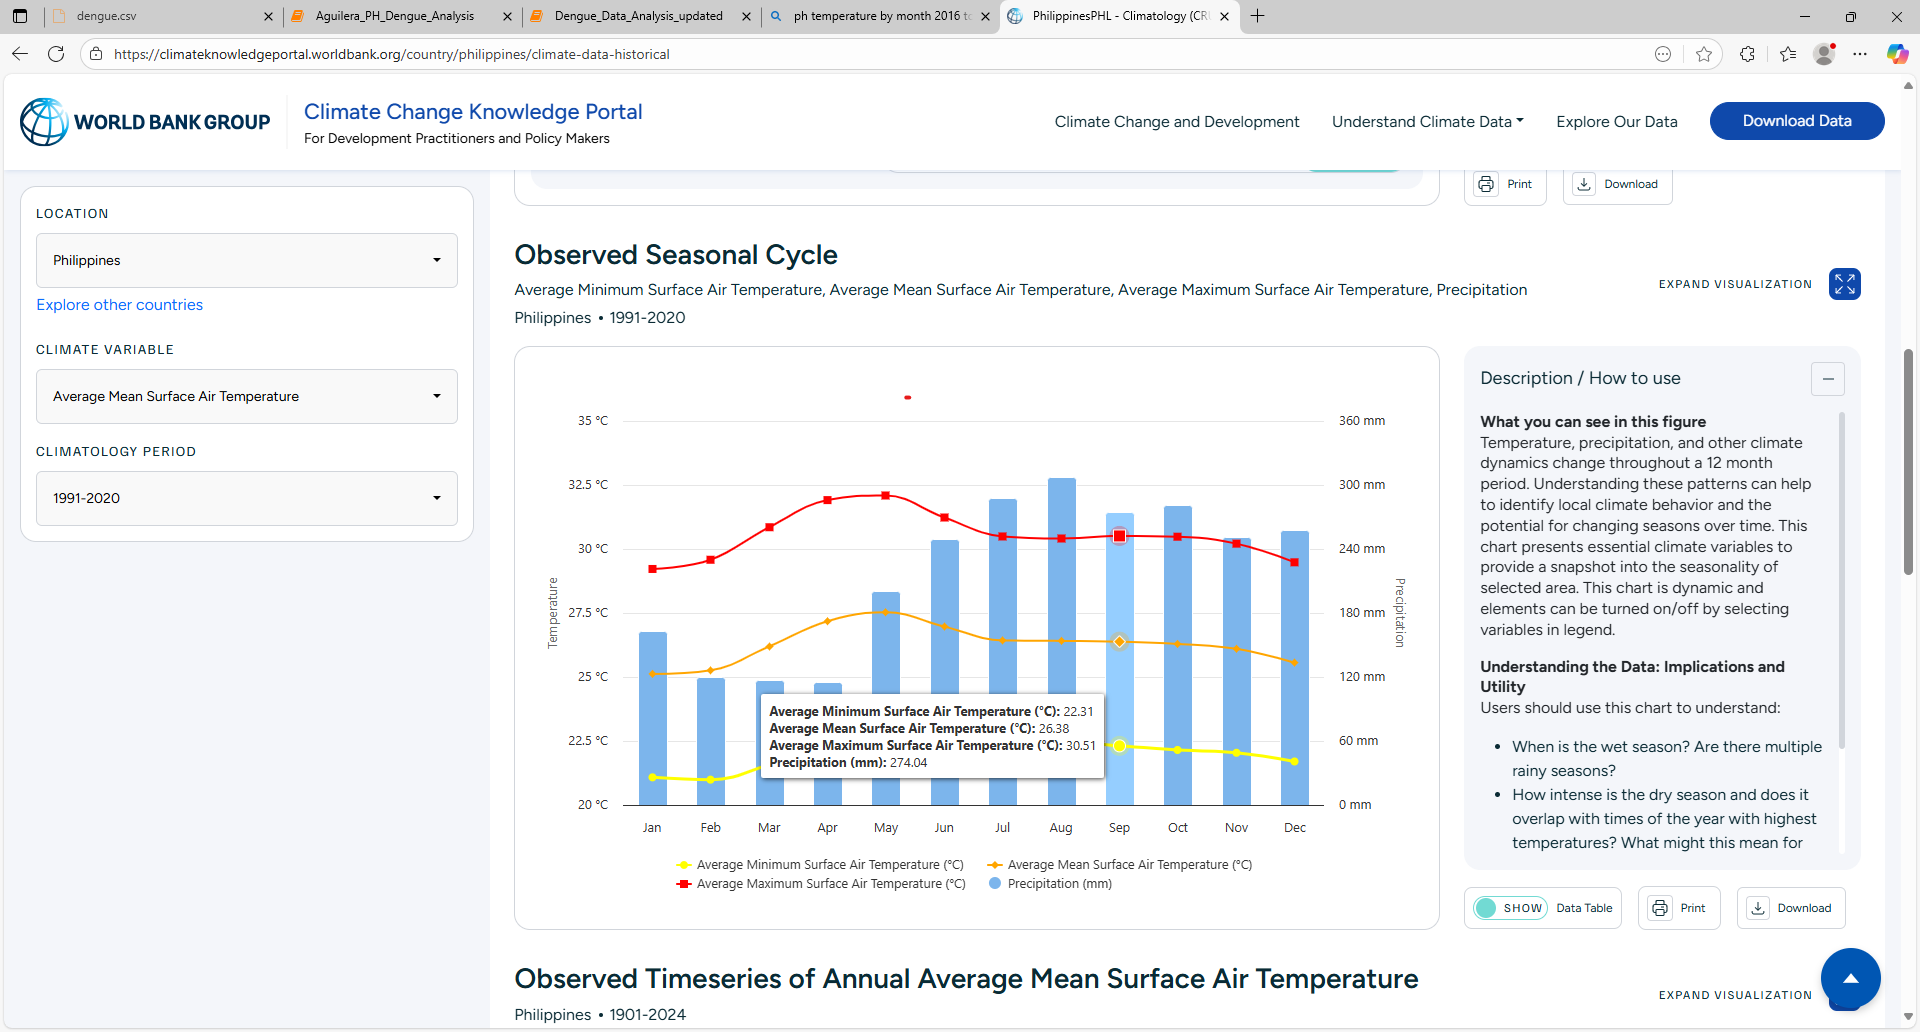 dengue.csv
Aguilera_PH_Dengue_Analysis
Dengue_Data_Analysis_updated
ph temperature by month 2016 to
PhilippinesPHL - Climatology (CRU
https://climateknowledgeportal.worldbank.org/country/philippines/climate-data-historical
WORLD BANK GROUP
Climate Change Knowledge Portal
For Development Practitioners and Policy Makers
Climate Change and Development
Understand Climate Data
Explore Our Data
Download Data
LOCATION
Philippines
Explore other countries
CLIMATE VARIABLE
Average Mean Surface Air Temperature
CLIMATOLOGY PERIOD
1991-2020
Print
Download
Observed Seasonal Cycle
Average Minimum Surface Air Temperature, Average Mean Surface Air Temperature, Average Maximum Surface Air Temperature, Precipitation
Philippines • 1991-2020
EXPAND VISUALIZATION
35 °C
32.5 °C
30 °C
27.5 °C
25 °C
22.5 °C
20 °C
Temperature
360 mm
300 mm
240 mm
180 mm
120 mm
60 mm
0 mm
Precipitation
Average Minimum Surface Air Temperature (°C): 22.31
Average Mean Surface Air Temperature (°C): 26.38
Average Maximum Surface Air Temperature (°C): 30.51
Precipitation (mm): 274.04
Jan Feb Mar Apr May Jun Jul Aug Sep Oct Nov Dec
Average Minimum Surface Air Temperature (°C)
Average Mean Surface Air Temperature (°C)
Average Maximum Surface Air Temperature (°C)
Precipitation (mm)
Description / How to use
What you can see in this figure
Temperature, precipitation, and other climate
dynamics change throughout a 12 month
period. Understanding these patterns can help
to identify local climate behavior and the
potential for changing seasons over time. This
chart presents essential climate variables to
provide a snapshot into the seasonality of
selected area. This chart is dynamic and
elements can be turned on/off by selecting
variables in legend.
Understanding the Data: Implications and
Utility
Users should use this chart to understand:
• When is the wet season? Are there multiple
rainy seasons?
• How intense is the dry season and does it
overlap with times of the year with highest
temperatures? What might this mean for
SHOW
Data Table
Print
Download
Observed Timeseries of Annual Average Mean Surface Air Temperature
Philippines • 1901-2024
EXPAND VISUALIZATION